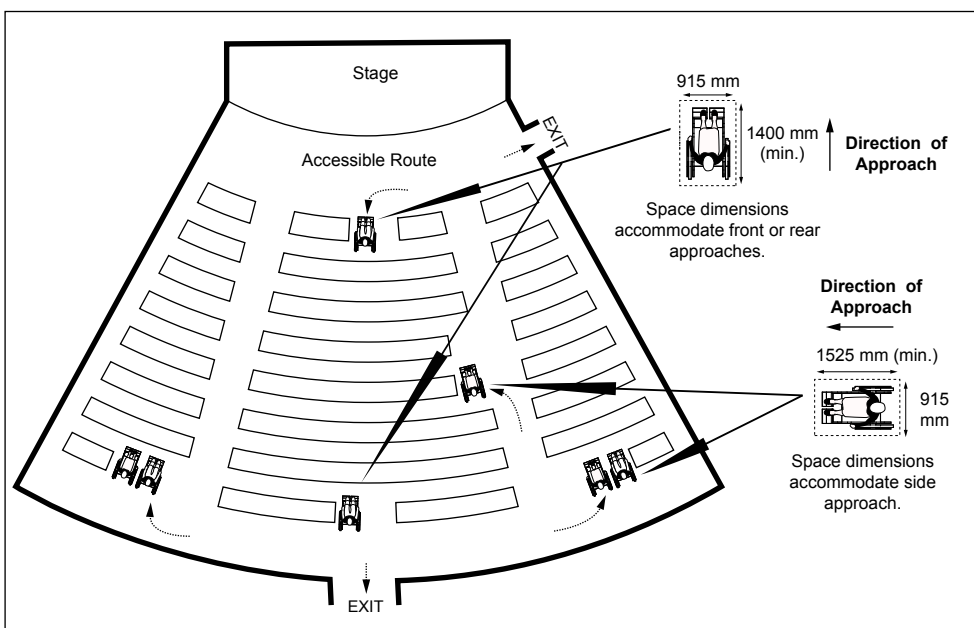 Stage
EXIT
Accessible Route
915 mm
1400 mm
(min.)
Direction of
Approach
Space dimensions
accommodate front or rear
approaches.
Direction of
Approach
1525 mm (min.)
915
mm
Space dimensions
accommodate side
approach.
EXIT